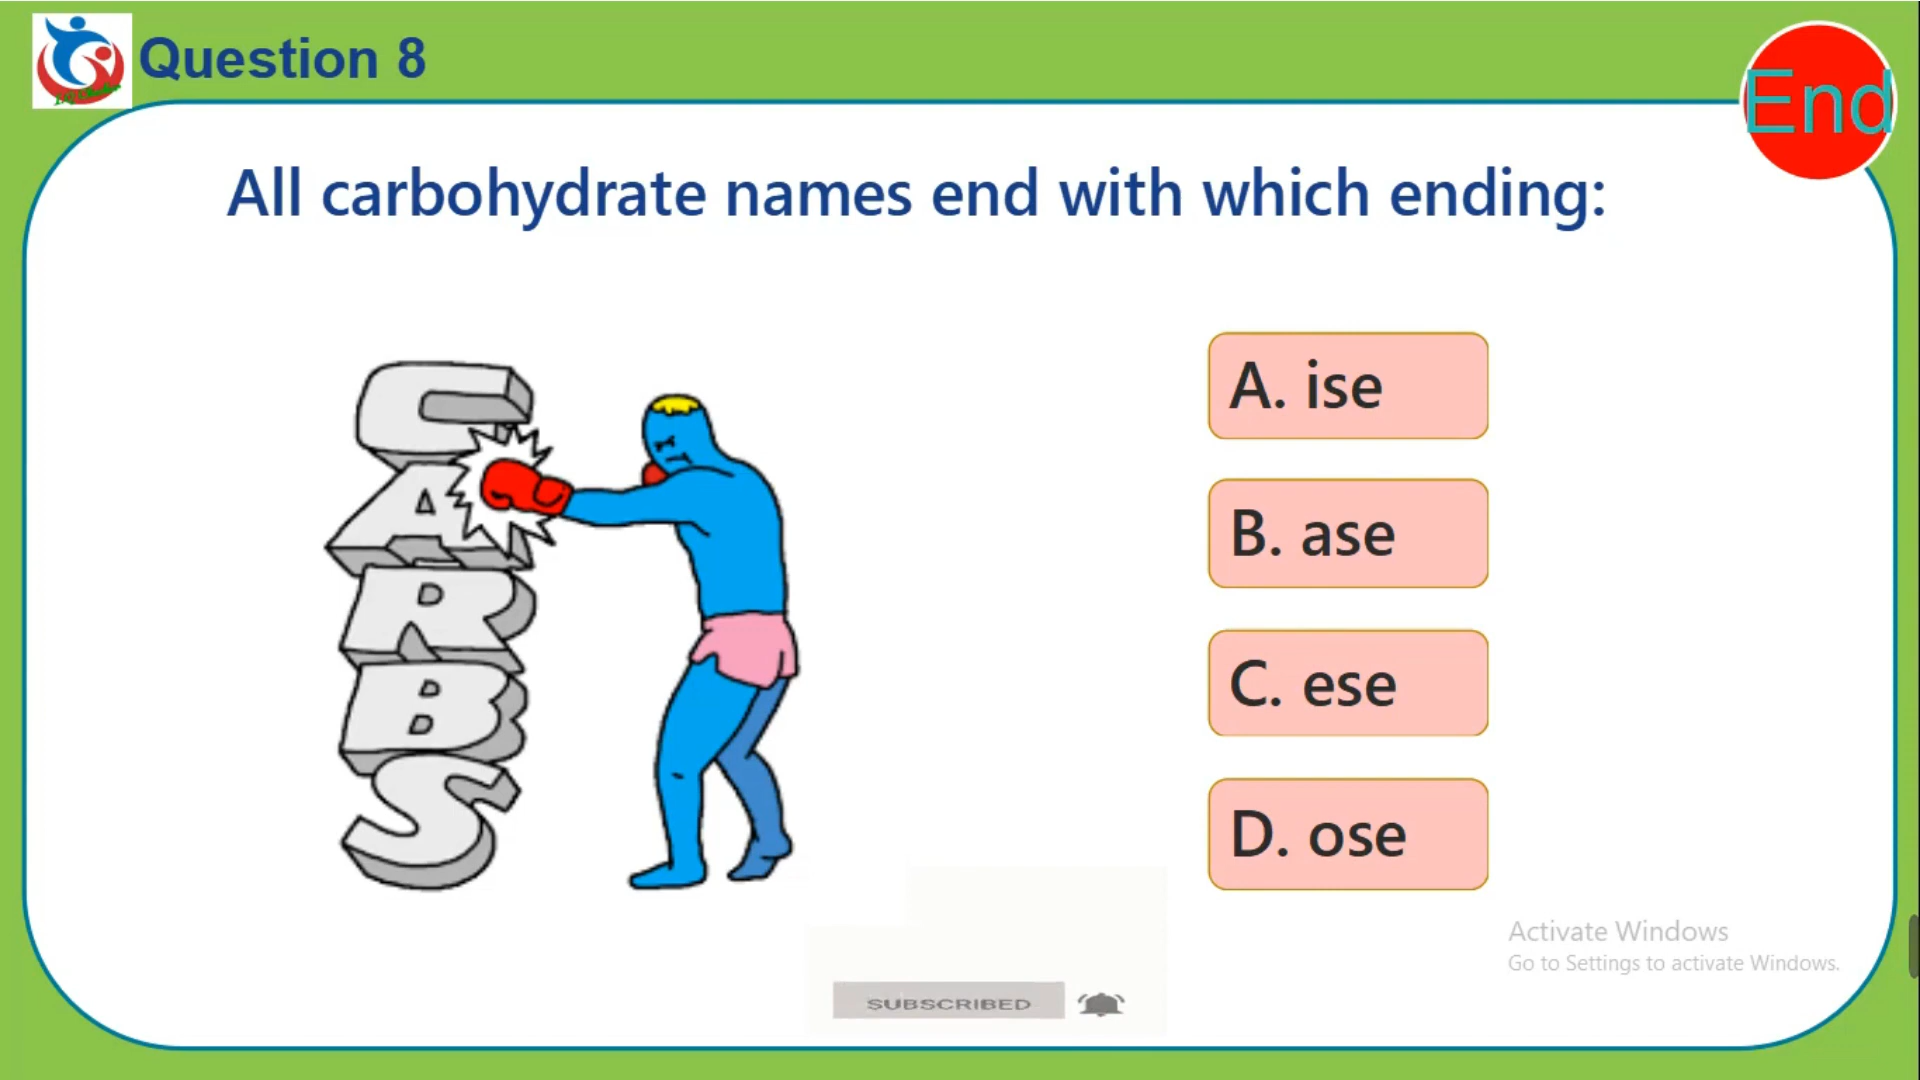 Question 8
End
All carbohydrate names end with which ending:
CARBS
A. ise
B. ase
C. ese
D. ose
Activate Windows
Go to Settings to activate Windows.
SUBSCRIBED